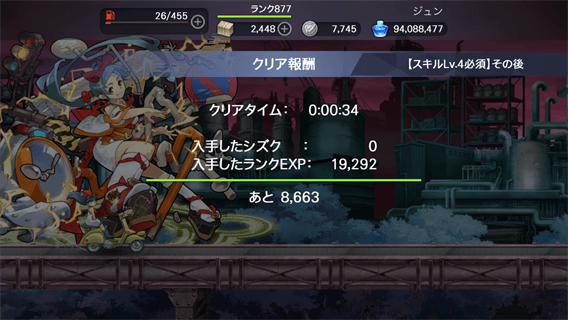 26/455
ランク877
2,448
7,745
ジュン
94,088,477
クリア報酬
【スキルLv.4必須】その後
クリアタイム： 0:00:34
入手したシズク ： 0
入手したランクEXP： 19,292
あと 8,663